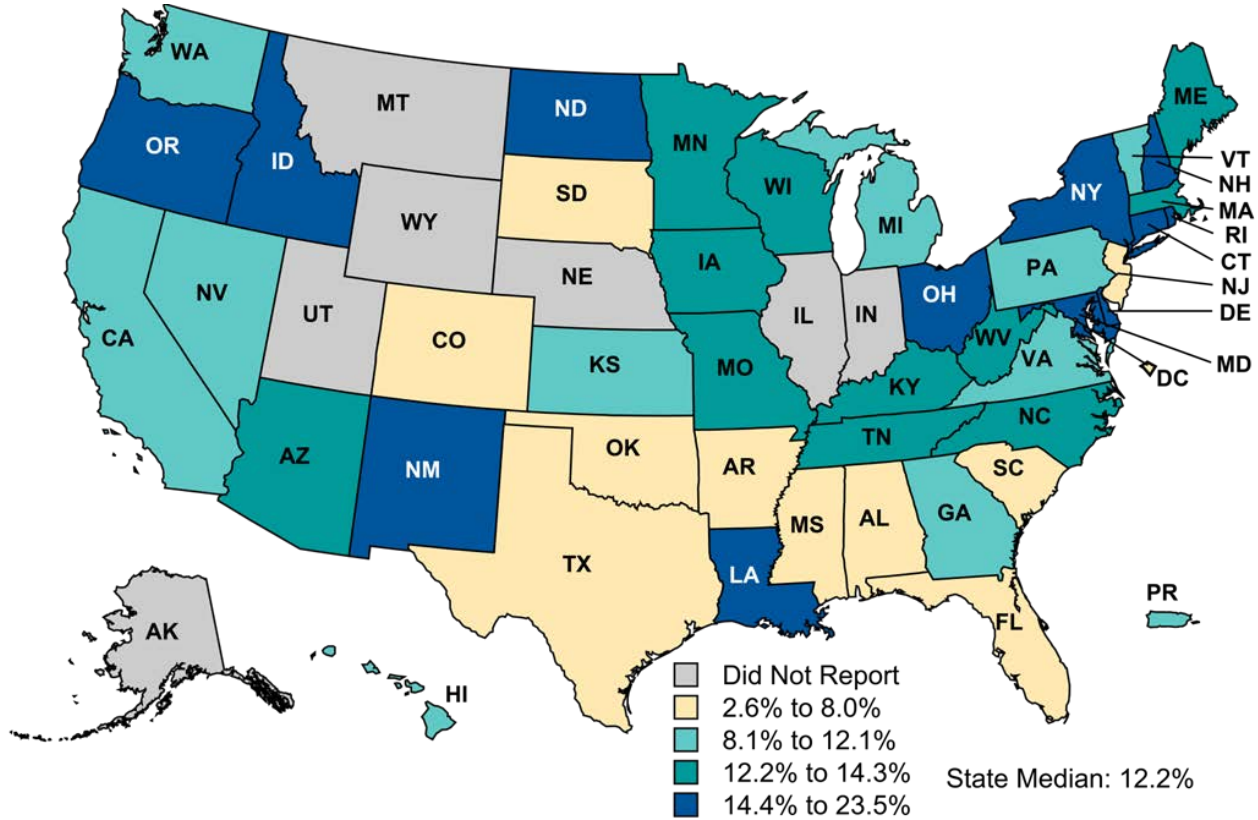 WA
MT
ND
MN
ME
OR
ID
WI
VT
SD
NH
NY
WY
MA
MI
RI
IA
CT
PA
NE
NV
NJ
OH
IL
IN
DE
UT
CA
CO
WV
KS
MO
VA
MD
KY
DC
NC
TN
OK
AZ
NM
AR
SC
GA
MS
AL
TX
LA
PR
AK
FL
HI
Did Not Report
2.6% to 8.0%
8.1% to 12.1%
12.2% to 14.3%
State Median: 12.2%
14.4% to 23.5%